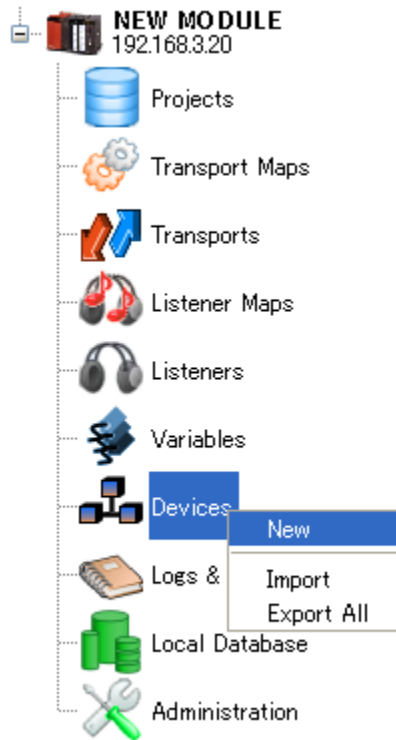 NEW MODULE
192.168.3.20
Projects
Transport Maps
Transports
Listener Maps
Listeners
Variables
Devices
New
Logs &
Import
Export All
Local Database
Administration